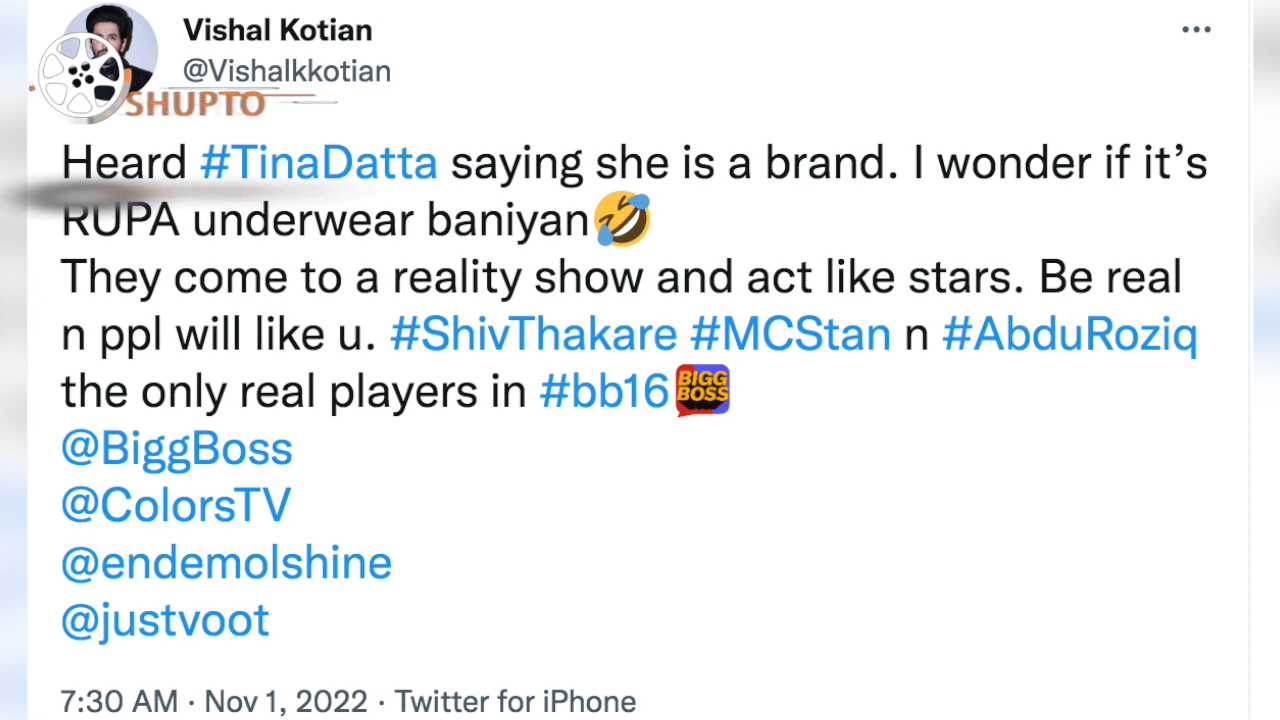 Vishal Kotian
@Vishalkkotian
SHUPTO
Heard #TinaDatta saying she is a brand. I wonder if it’s
RUPA underwear baniyan🤣
They come to a reality show and act like stars. Be real
n ppl will like u. #ShivThakare #MCStan n #AbduRoziq
the only real players in #bb16 BIGG BOSS
@BiggBoss
@ColorsTV
@endemolshine
@justvoot
7:30 AM · Nov 1, 2022 · Twitter for iPhone